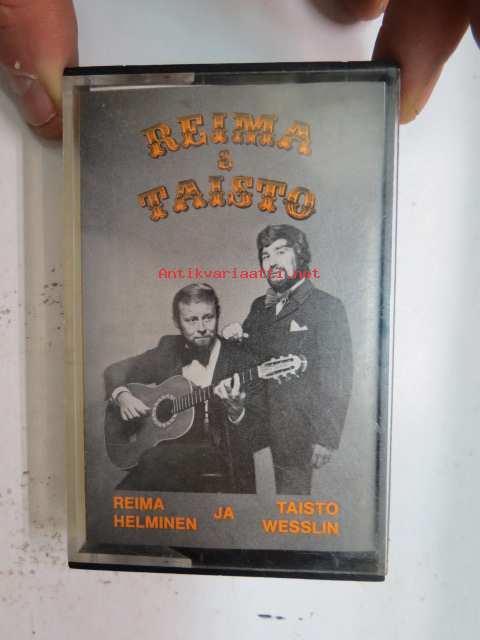 REIMA
&
TAISTO
Antikvariaatti.net
REIMA JA TAISTO
HELMINEN WESSLIN